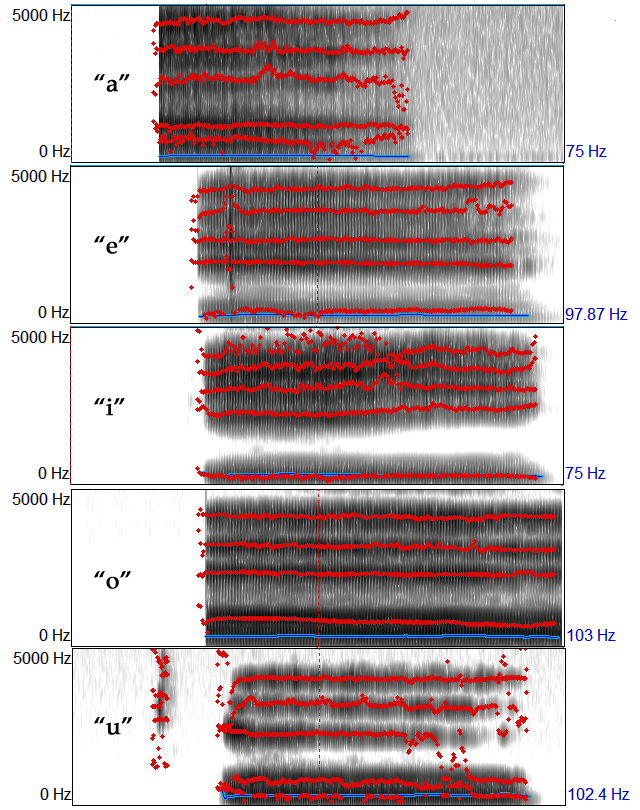 5000 Hz
“a”
0 Hz 75 Hz
5000 Hz
“e”
0 Hz 97.87 Hz
5000 Hz
“i”
0 Hz 75 Hz
5000 Hz
“o”
0 Hz 103 Hz
5000 Hz
“u”
0 Hz 102.4 Hz